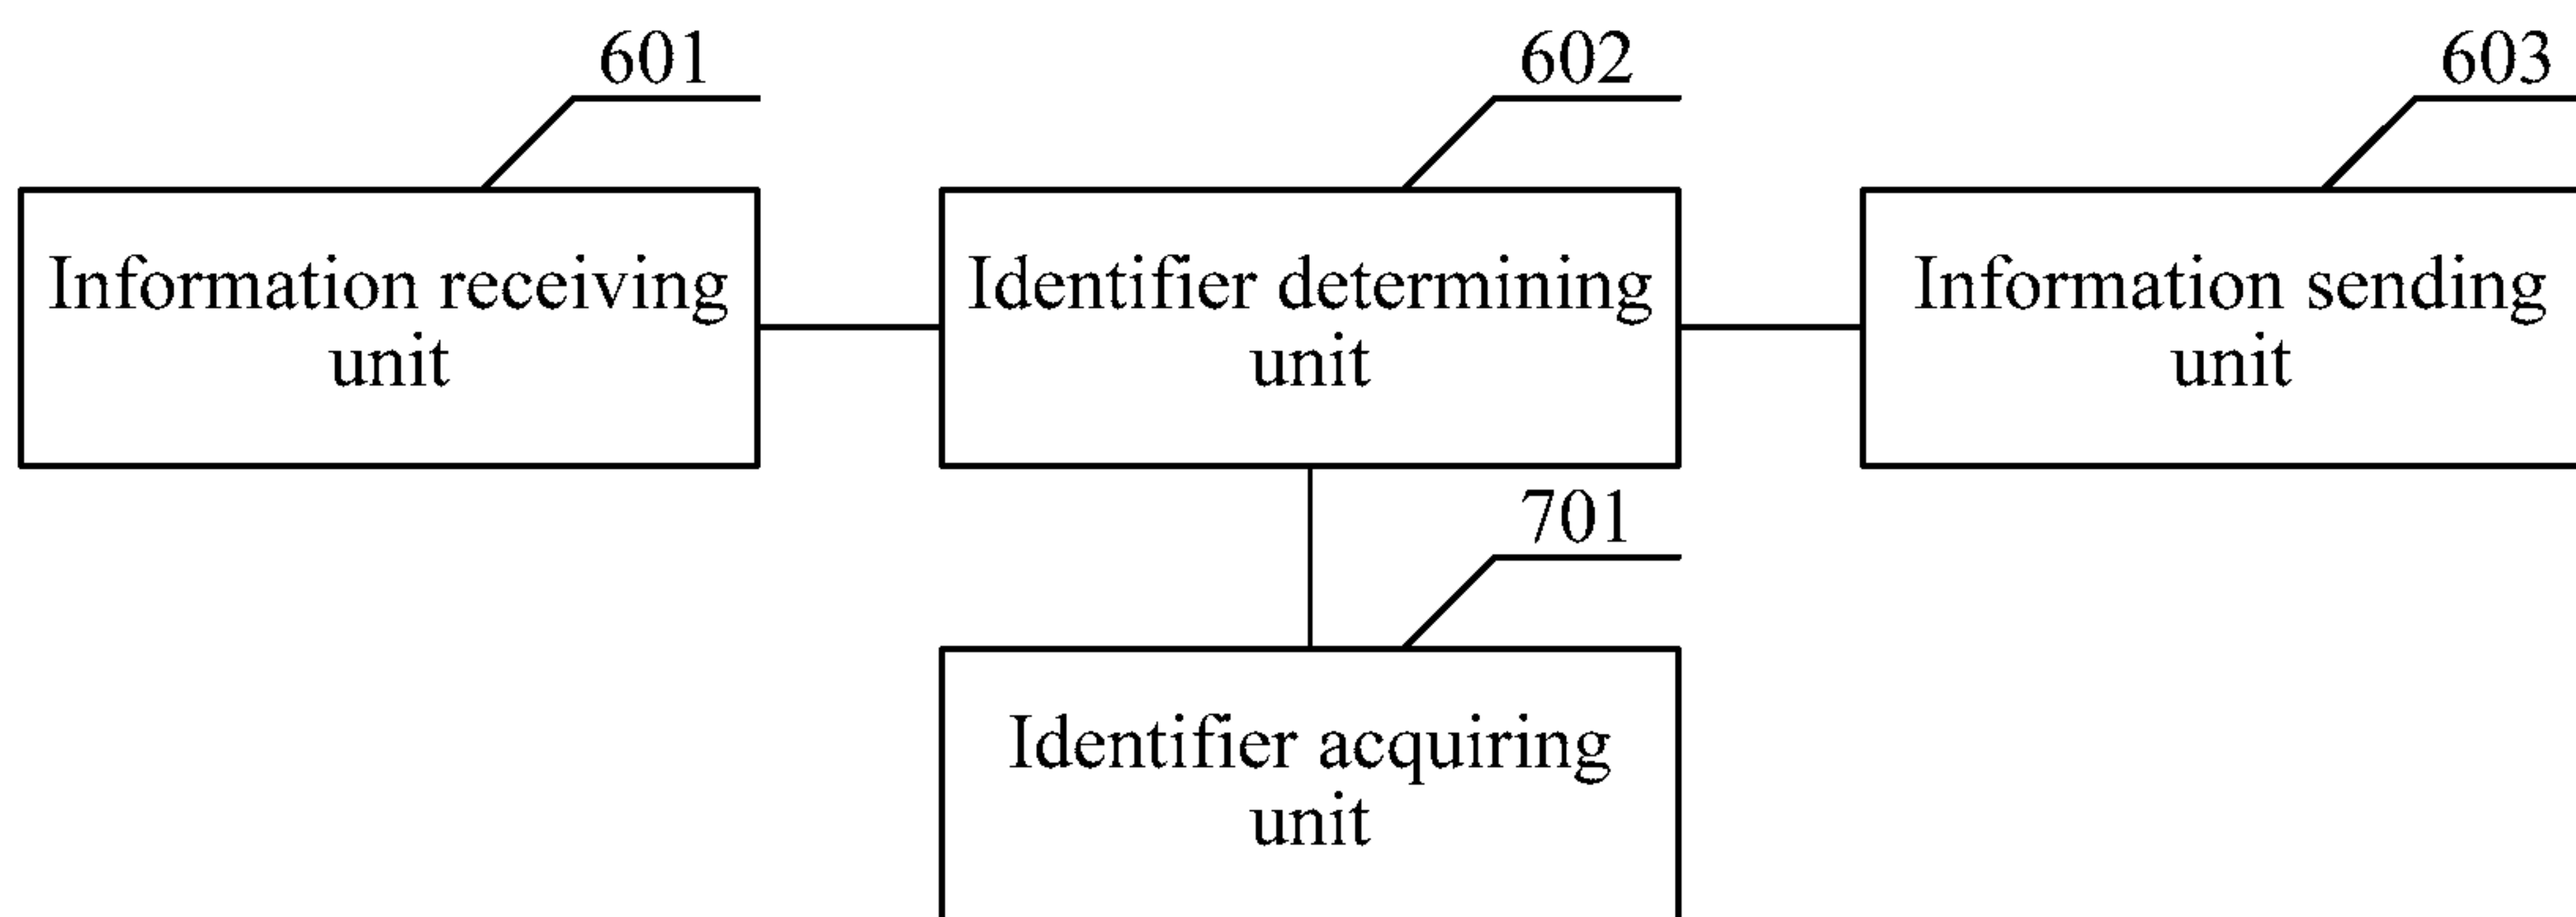 601
602
603
Information receiving
unit
Identifier determining
unit
Information sending
unit
701
Identifier acquiring
unit